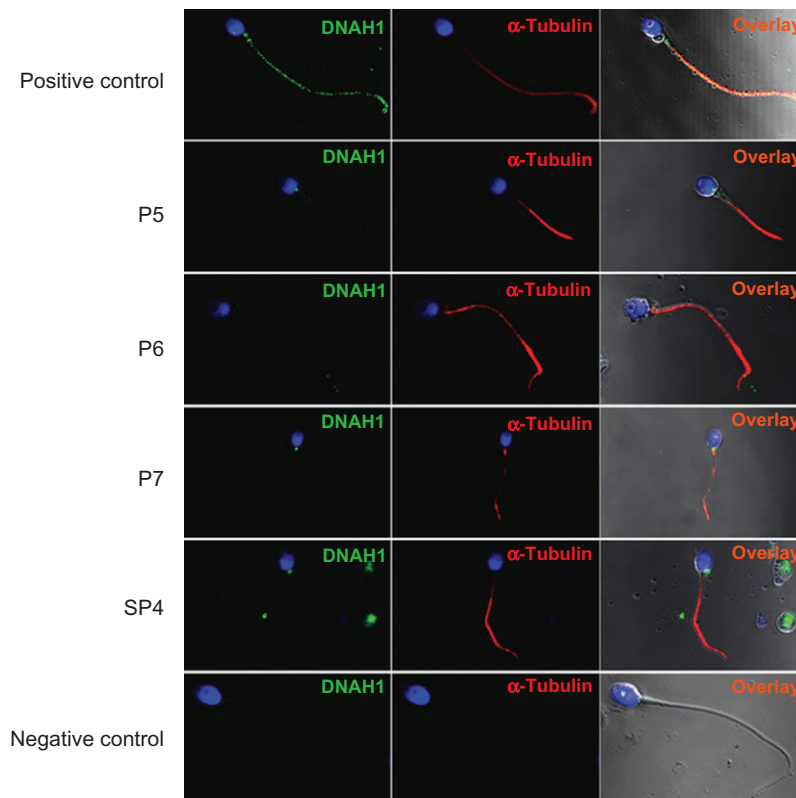 Positive control DNAH1 α-Tubulin Overlay
P5 DNAH1 α-Tubulin Overlay
P6 DNAH1 α-Tubulin Overlay
P7 DNAH1 α-Tubulin Overlay
SP4 DNAH1 α-Tubulin Overlay
Negative control DNAH1 α-Tubulin Overlay